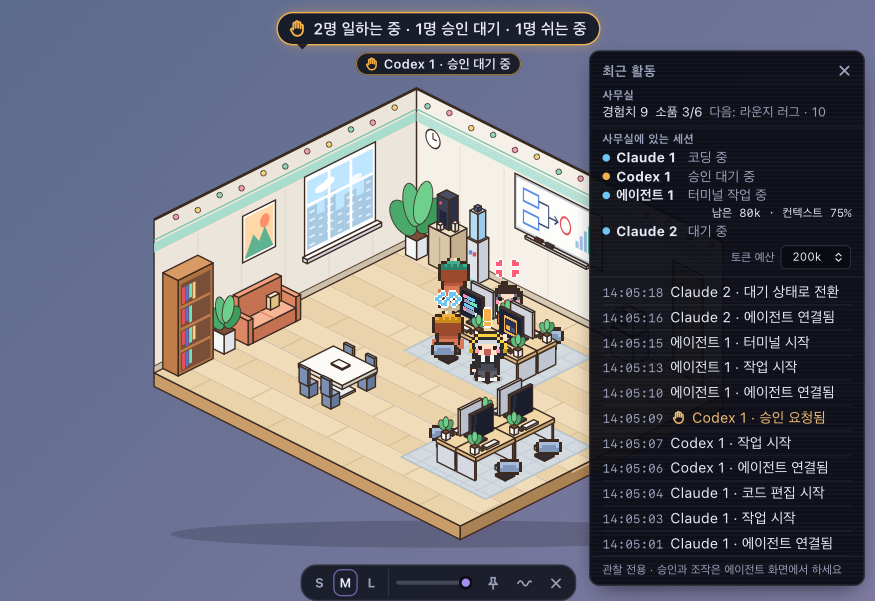 2명 일하는 중 · 1명 승인 대기 · 1명 쉬는 중
Codex 1 · 승인 대기 중
최근 활동
사무실
경험치 9 소품 3/6 다음: 라운지 러그 · 10
사무실에 있는 세션
Claude 1 코딩 중
Codex 1 승인 대기 중
에이전트 1 터미널 작업 중
남은 80k · 컨텍스트 75%
Claude 2 대기 중
토큰 예산 200k
14:05:18 Claude 2 · 대기 상태로 전환
14:05:16 Claude 2 · 에이전트 연결됨
14:05:15 에이전트 1 · 터미널 시작
14:05:13 에이전트 1 · 작업 시작
14:05:10 에이전트 1 · 에이전트 연결됨
14:05:09 Codex 1 · 승인 요청됨
14:05:07 Codex 1 · 작업 시작
14:05:06 Codex 1 · 에이전트 연결됨
14:05:04 Claude 1 · 코드 편집 시작
14:05:03 Claude 1 · 작업 시작
14:05:01 Claude 1 · 에이전트 연결됨
관찰 전용 · 승인과 조작은 에이전트 화면에서 하세요
S M L